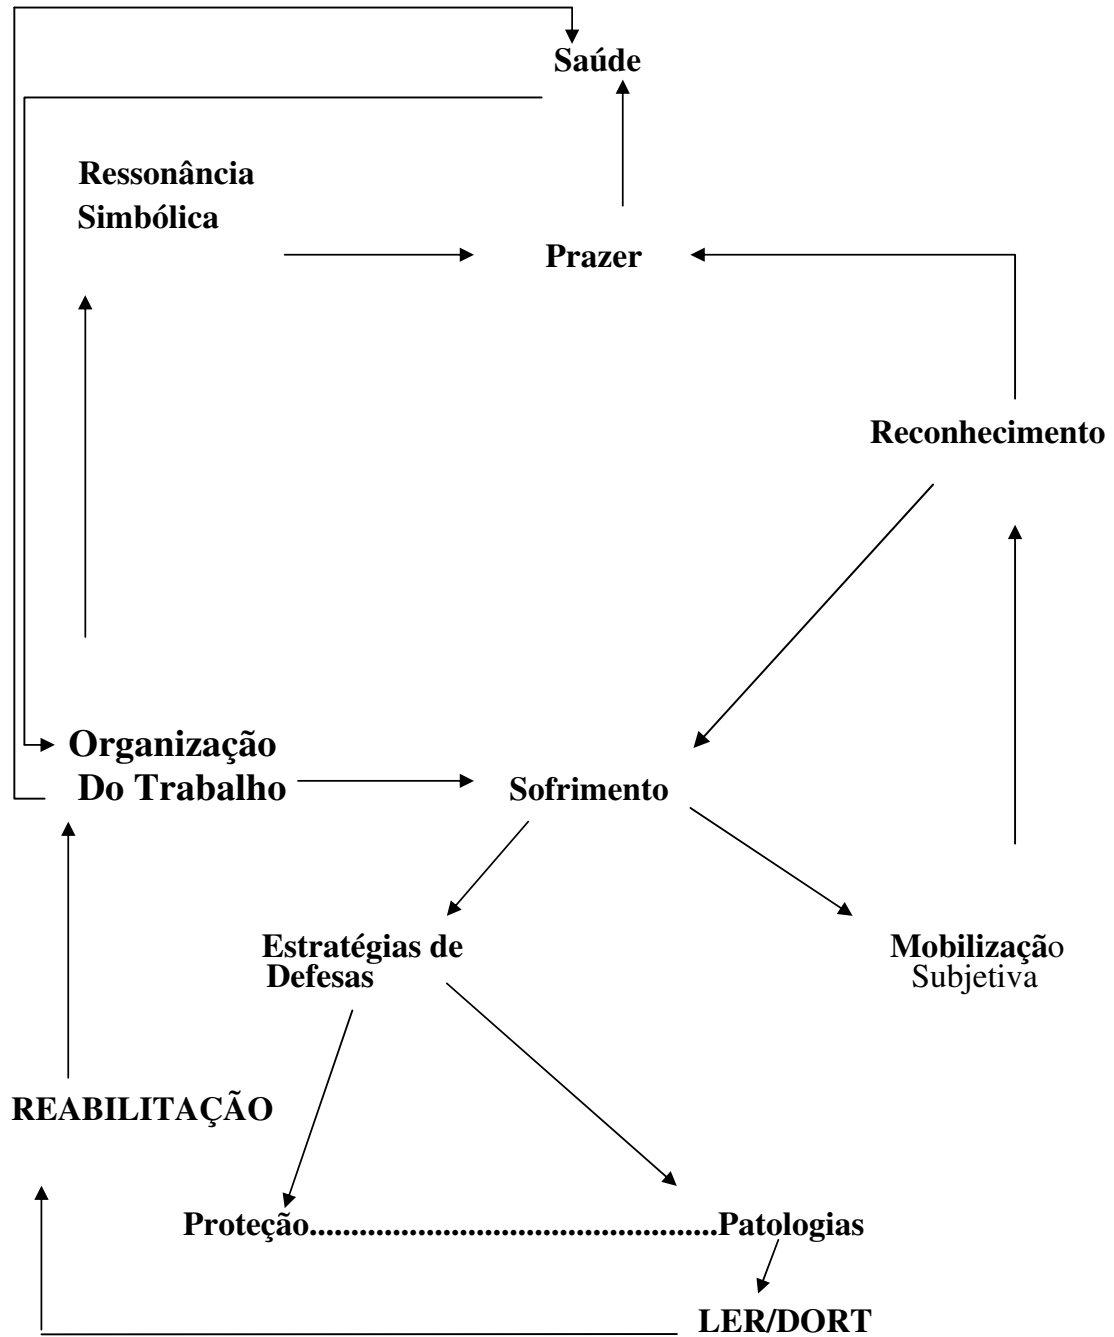 Saúde
Ressonância
Simbólica
Prazer
Reconhecimento
Organização
Do Trabalho
Sofrimento
Estratégias de
Defesas
Mobilização
Subjetiva
REABILITAÇÃO
Proteção.................................................Patologias
LER/DORT